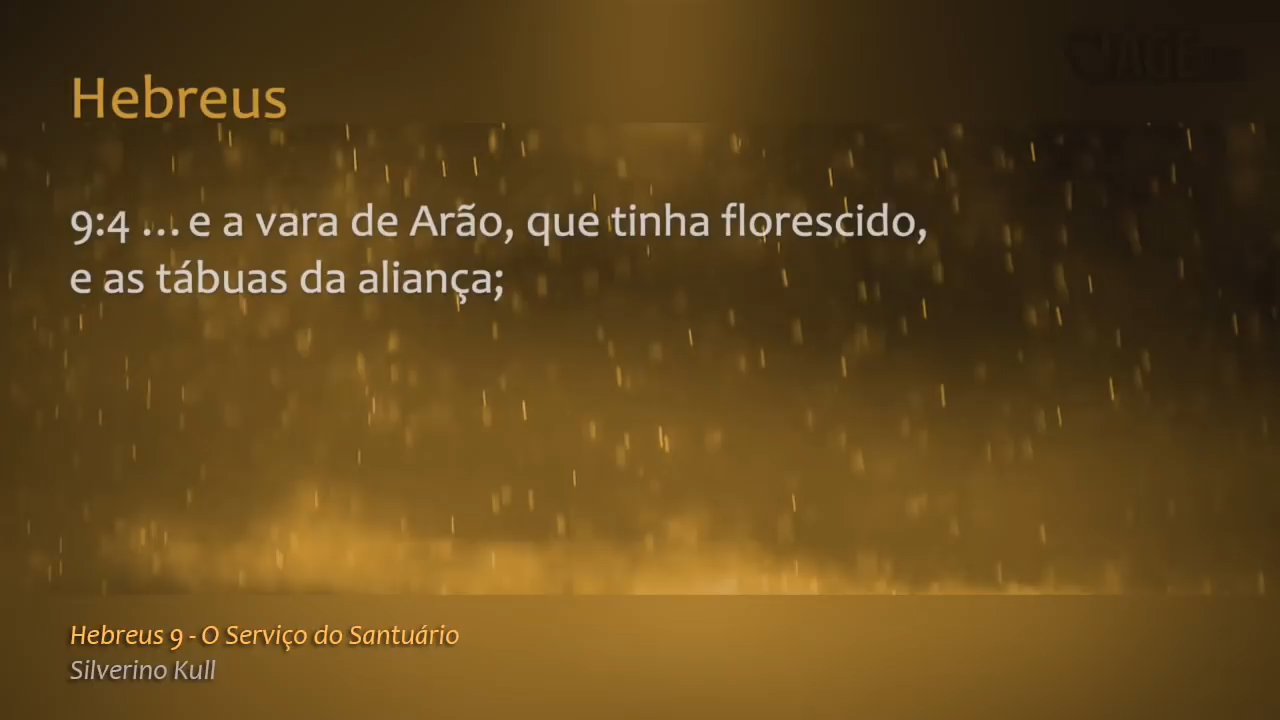 Hebreus
9:4 ... e a vara de Arão, que tinha florescido,
e as tábuas da aliança;
Hebreus 9 - O Serviço do Santuário
Silverino Kull